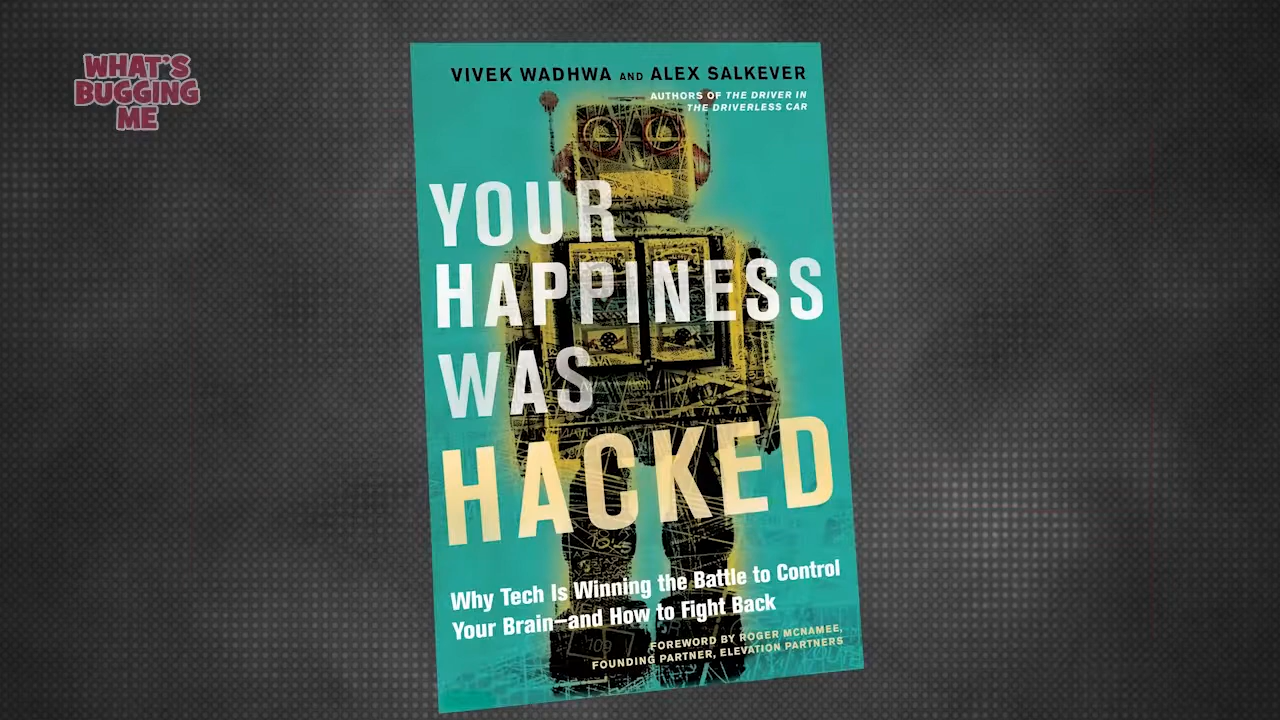 WHAT'S
BUGGING
ME
VIVEK WADHWA AND ALEX SALKEVER
AUTHORS OF THE DRIVER IN
THE DRIVERLESS CAR
YOUR
HAPPINESS
WAS
HACKED
Why Tech Is Winning the Battle to Control
Your Brain—and How to Fight Back
109
FOREWORD BY ROGER MCNAMEE,
FOUNDING PARTNER, ELEVATION PARTNERS